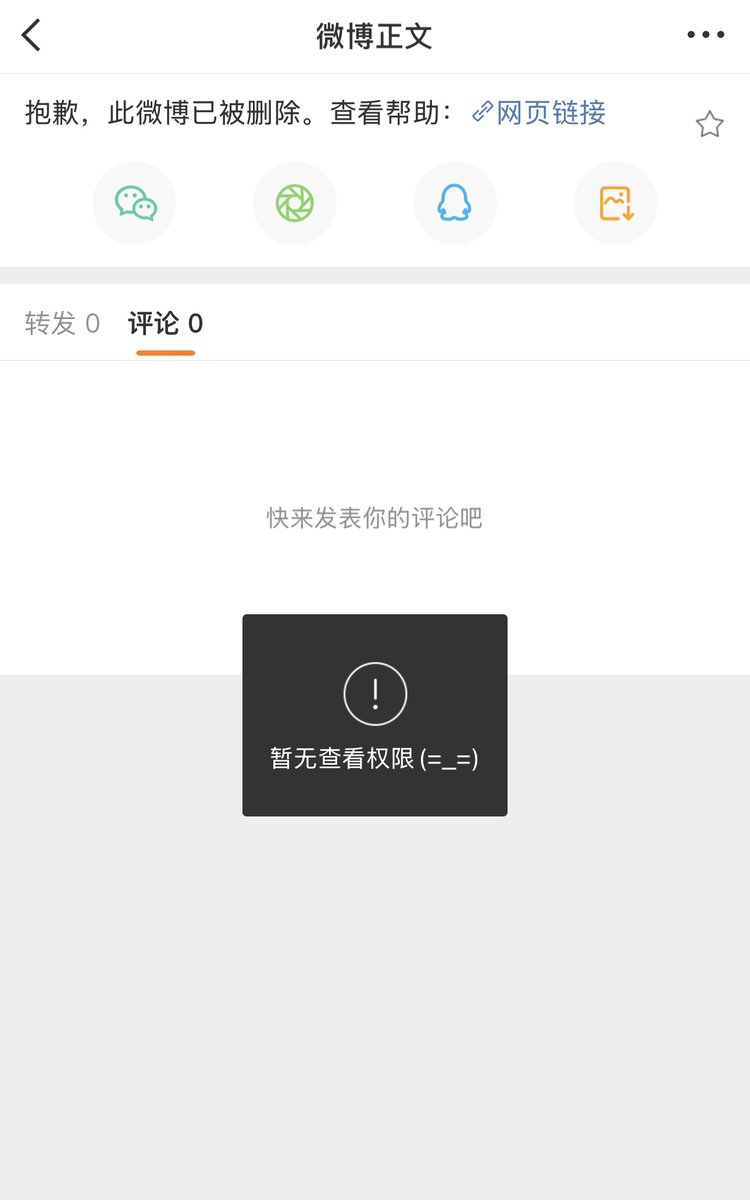 微博正文
抱歉，此微博已被删除。查看帮助：网页链接
转发 0 评论 0
快来发表你的评论吧
暂无查看权限(=_=)